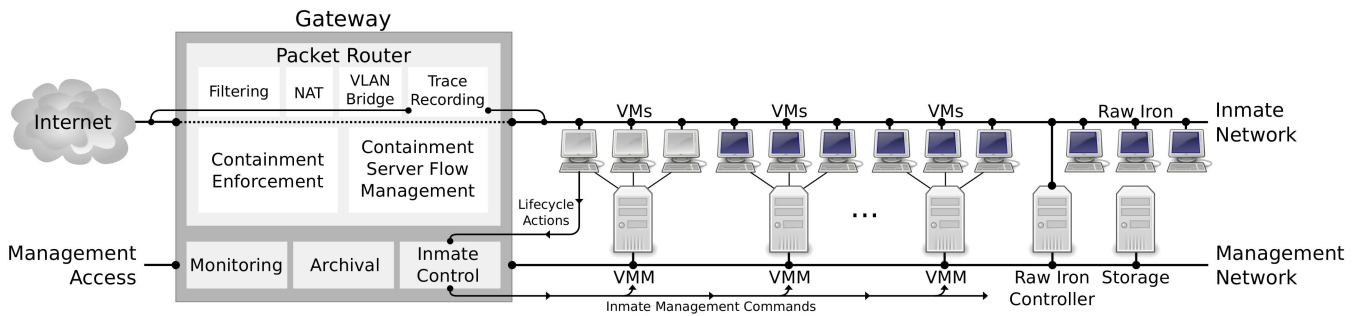 Gateway
Packet Router
Filtering
NAT
VLAN
Bridge
Trace
Recording
Internet
Containment
Enforcement
Containment
Server Flow
Management
VMs
VMs
VMs
Raw Iron
Inmate
Network
Lifecycle
Actions
...
Management
Access
Monitoring
Archival
Inmate
Control
VMM
VMM
VMM
Raw Iron
Controller
Storage
Management
Network
Inmate Management Commands